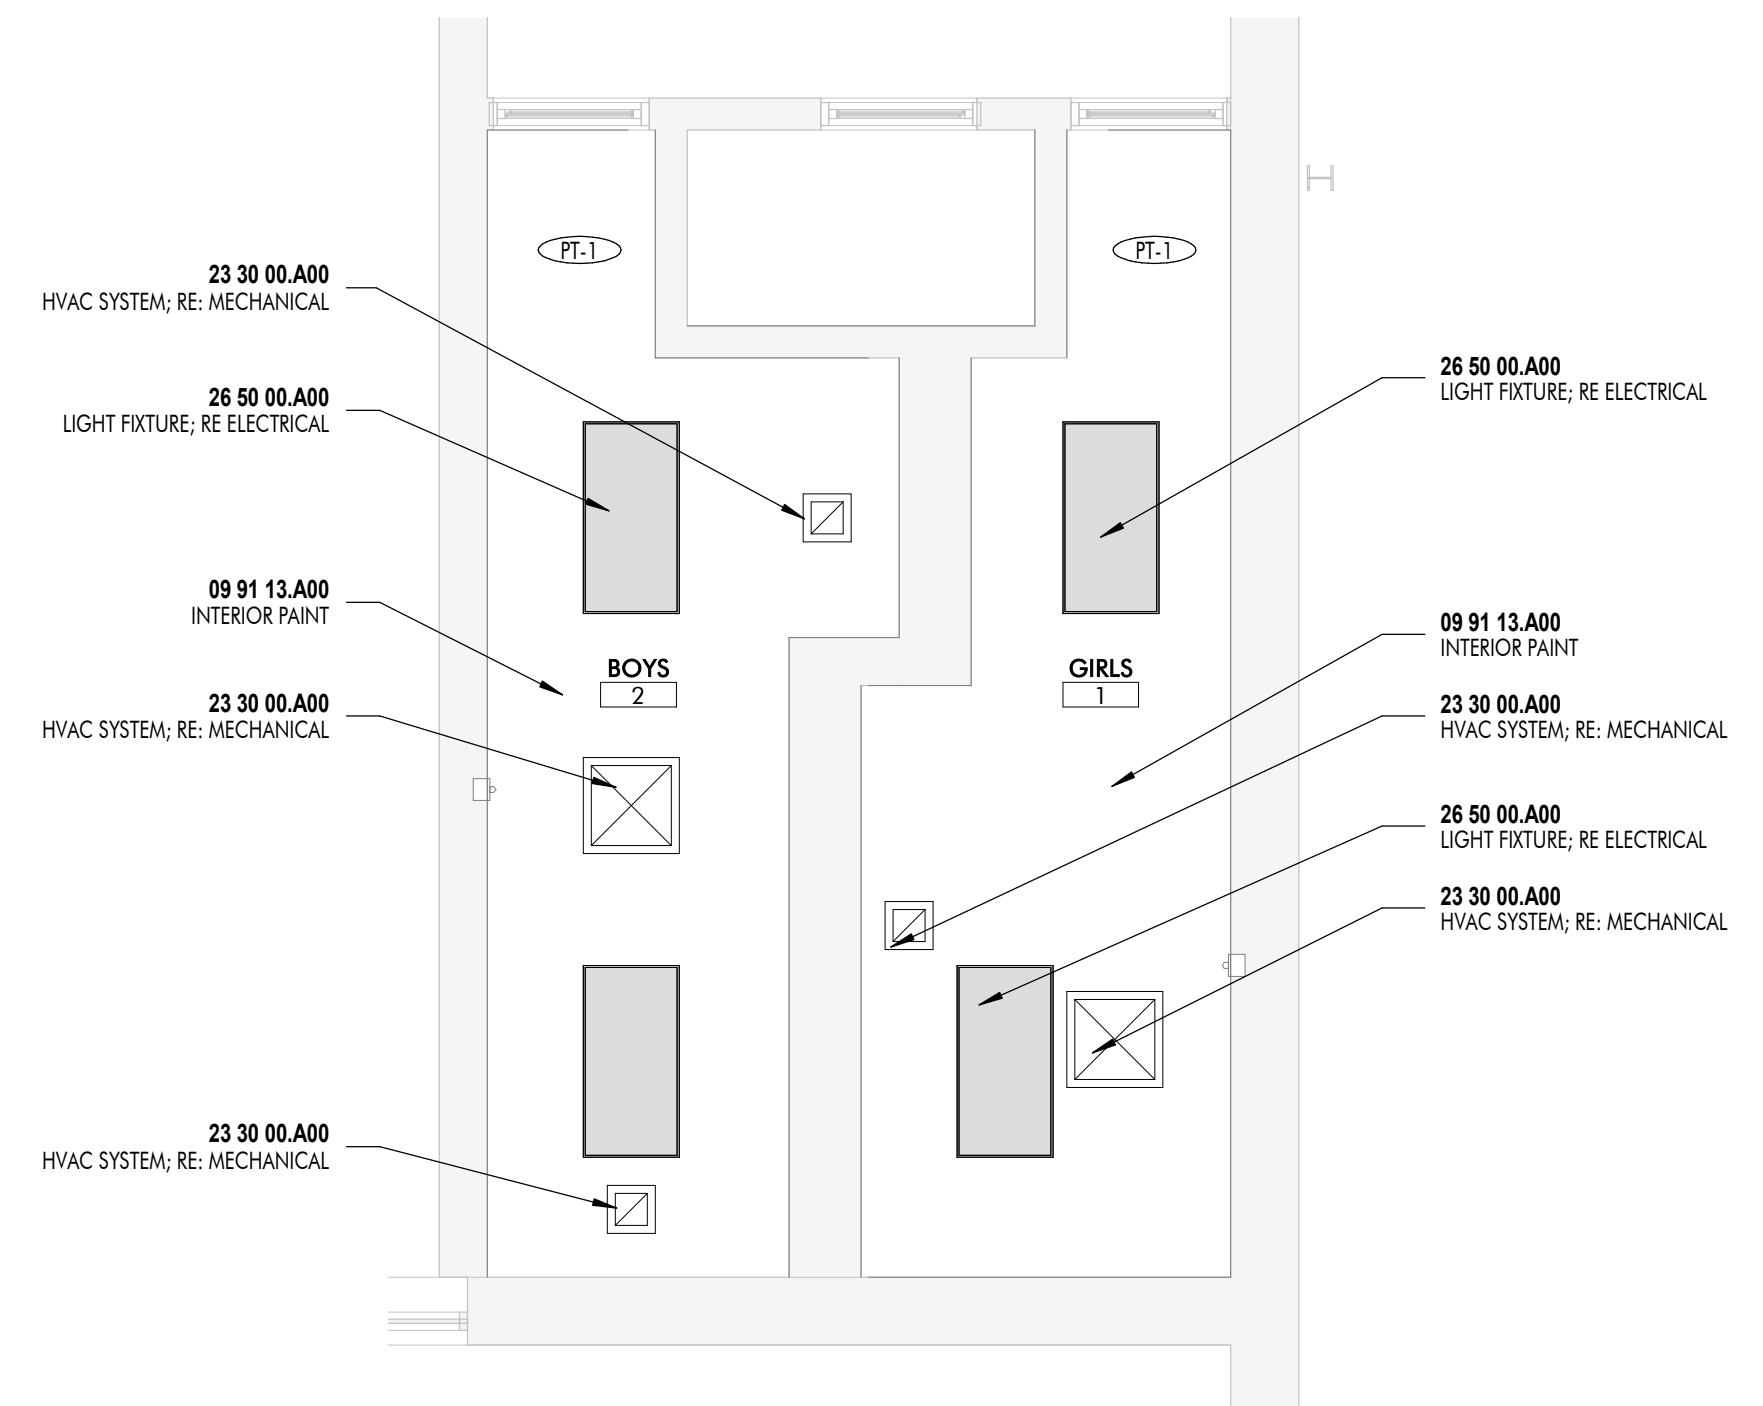 PT-1
PT-1
23 30 00.A00
HVAC SYSTEM; RE: MECHANICAL
26 50 00.A00
LIGHT FIXTURE; RE ELECTRICAL
09 91 13.A00
INTERIOR PAINT
23 30 00.A00
HVAC SYSTEM; RE: MECHANICAL
23 30 00.A00
HVAC SYSTEM; RE: MECHANICAL
BOYS
2
GIRLS
1
26 50 00.A00
LIGHT FIXTURE; RE ELECTRICAL
09 91 13.A00
INTERIOR PAINT
23 30 00.A00
HVAC SYSTEM; RE: MECHANICAL
26 50 00.A00
LIGHT FIXTURE; RE ELECTRICAL
23 30 00.A00
HVAC SYSTEM; RE: MECHANICAL